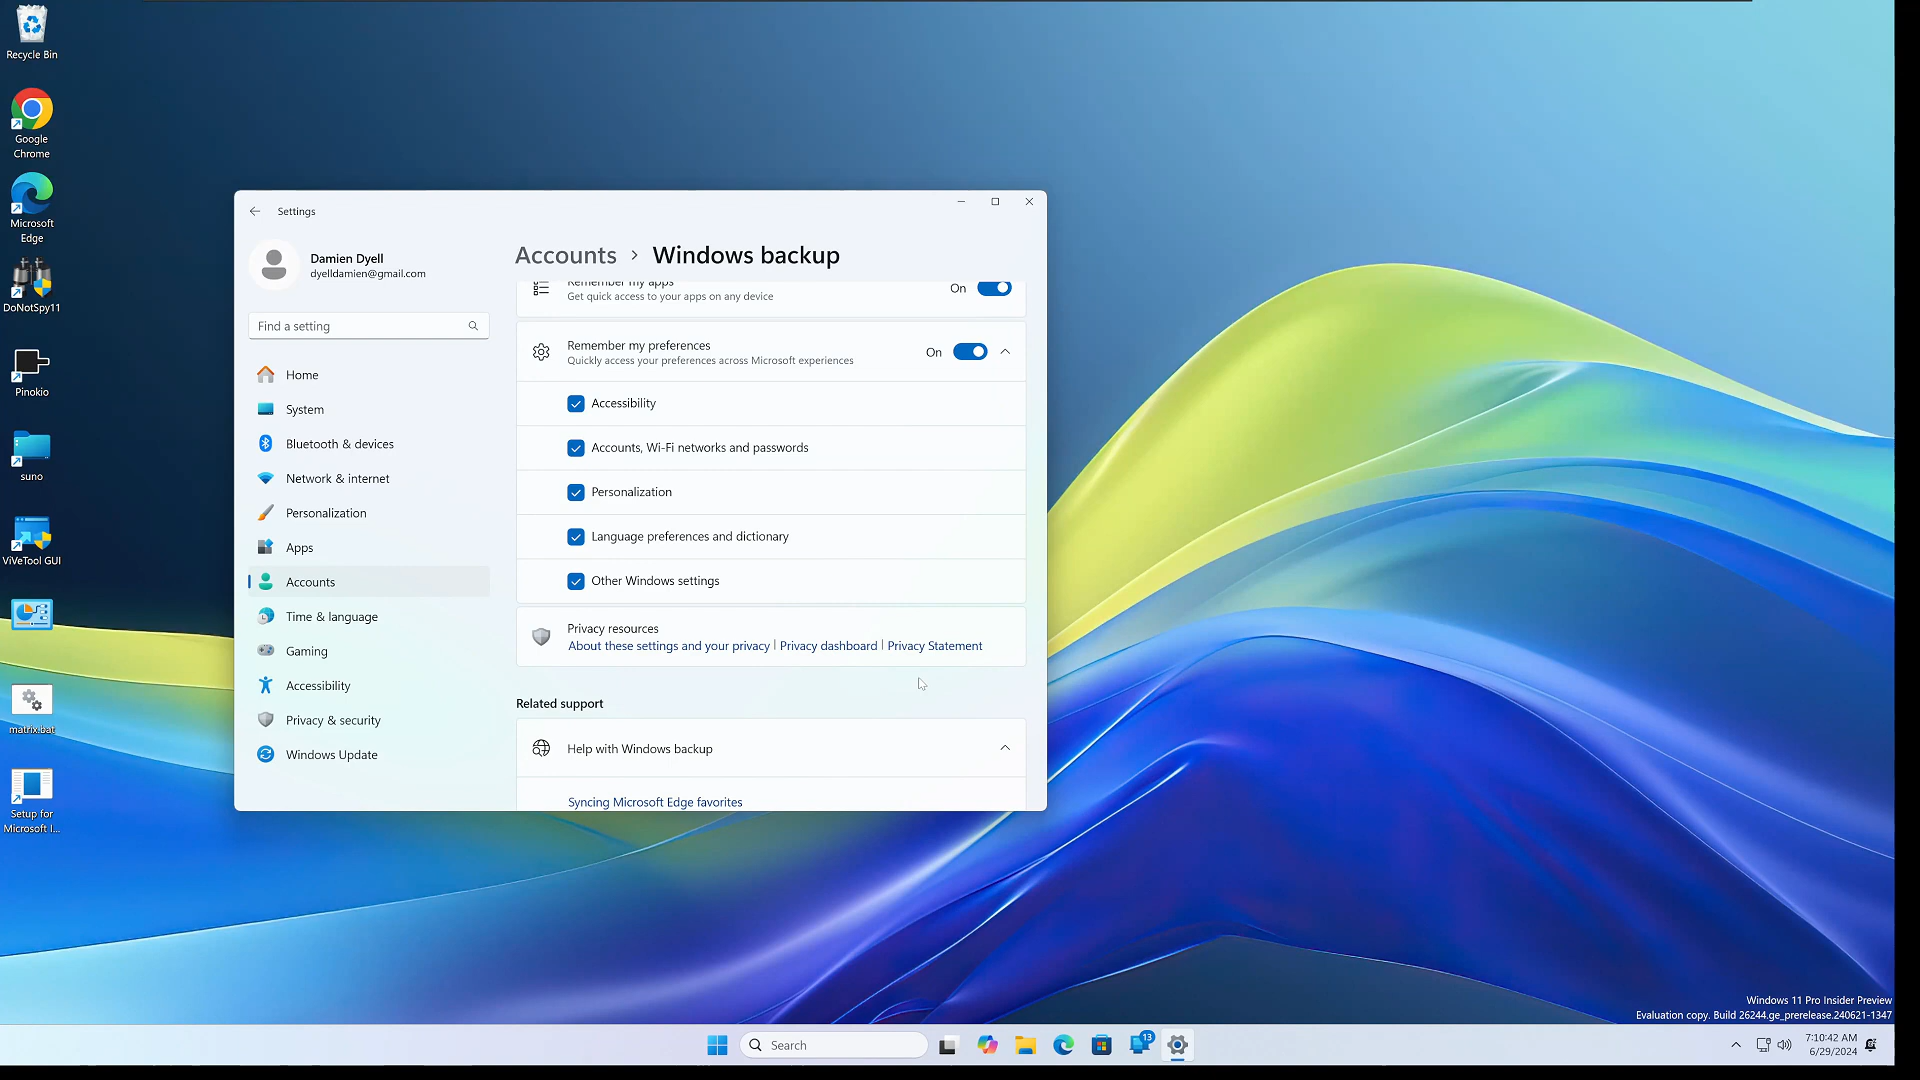 Recycle Bin
Google
Chrome
Microsoft
Edge
DoNotSpy11
Pinokio
suno
ViVeTool GUI
matrix.bat
Setup for
Microsoft I...
Settings
Damien Dyell
dyelldamien@gmail.com
Find a setting
Home
System
Bluetooth & devices
Network & internet
Personalization
Apps
Accounts
Time & language
Gaming
Accessibility
Privacy & security
Windows Update
Accounts > Windows backup
Remember my apps
Get quick access to your apps on any device
On
Remember my preferences
Quickly access your preferences across Microsoft experiences
On
Accessibility
Accounts, Wi-Fi networks and passwords
Personalization
Language preferences and dictionary
Other Windows settings
Privacy resources
About these settings and your privacy | Privacy dashboard | Privacy Statement
Related support
Help with Windows backup
Syncing Microsoft Edge favorites
Windows 11 Pro Insider Preview
Evaluation copy. Build 26244.ge_prerelease.240621-1347
Search
13
7:10:42 AM
6/29/2024